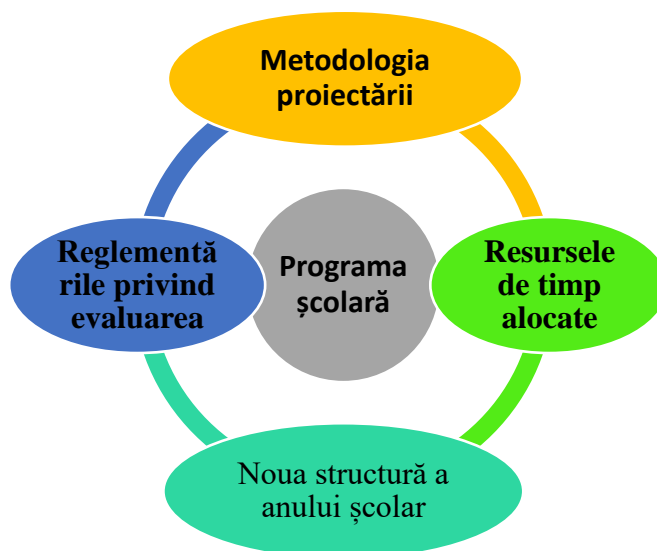 Metodologia
proiectării
Reglementă
rile privind
evaluarea
Programa
școlară
Resursele
de timp
alocate
Noua structură a
anului școlar